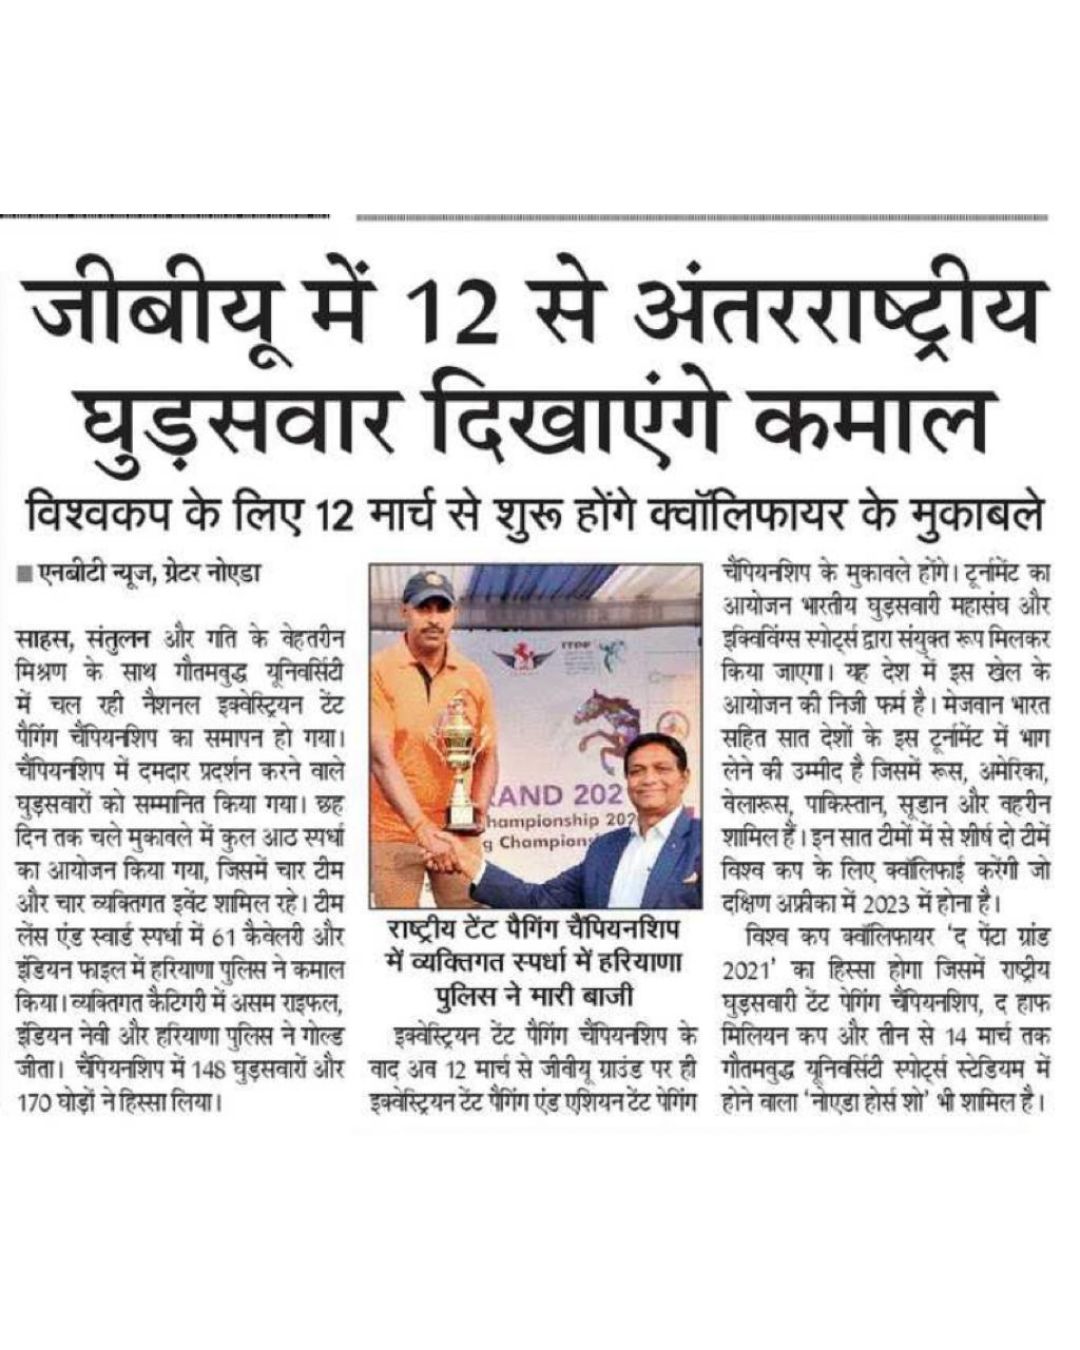 जीबीयू में 12 से अंतरराष्ट्रीय
घुड़सवार दिखाएंगे कमाल
विश्वकप के लिए 12 मार्च से शुरू होंगे क्वॉलिफायर के मुकाबले
एनबीटी न्यूज, ग्रेटर नोएडा
साहस, संतुलन और गति के बेहतरीन
मिश्रण के साथ गौतमबुद्ध यूनिवर्सिटी
में चल रही नैशनल इक्वेस्ट्रियन टेंट
पैगिंग चैंपियनशिप का समापन हो गया।
चैंपियनशिप में दमदार प्रदर्शन करने वाले
घुड़सवारों को सम्मानित किया गया। छह
दिन तक चले मुकाबले में कुल आठ स्पर्धा
का आयोजन किया गया, जिसमें चार टीम
और चार व्यक्तिगत इवेंट शामिल रहे। टीम
लेंस एंड स्वार्ड स्पर्धा में 61 कैवेलरी और
इंडियन फाइल में हरियाणा पुलिस ने कमाल
किया। व्यक्तिगत कैटिगरी में असम राइफल,
इंडियन नेवी और हरियाणा पुलिस ने गोल्ड
जीता। चैंपियनशिप में 148 घुड़सवारों और
170 घोड़ों ने हिस्सा लिया।
ITPF
RAND 202
hampionship 202
g Champion
राष्ट्रीय टेंट पैगिंग चैंपियनशिप
में व्यक्तिगत स्पर्धा में हरियाणा
पुलिस ने मारी बाजी
इक्वेस्ट्रियन टेंट पैगिंग चैंपियनशिप के
बाद अब 12 मार्च से जीबीयू ग्राउंड पर ही
इक्वेस्ट्रियन टेंट पैगिंग एंड एशियन टेंट पेगिंग
चैंपियनशिप के मुकाबले होंगे। टूर्नामेंट का
आयोजन भारतीय घुड़सवारी महासंघ और
इक्विविंग्स स्पोर्ट्स द्वारा संयुक्त रूप मिलकर
किया जाएगा। यह देश में इस खेल के
आयोजन की निजी फर्म है। मेजबान भारत
सहित सात देशों के इस टूर्नामेंट में भाग
लेने की उम्मीद है जिसमें रूस, अमेरिका,
बेलारूस, पाकिस्तान, सूडान और बहरीन
शामिल हैं। इन सात टीमों में से शीर्ष दो टीमें
विश्व कप के लिए क्वॉलिफाई करेंगी जो
दक्षिण अफ्रीका में 2023 में होना है।
विश्व कप क्वॉलिफायर ‘द पेंटा ग्रांड
2021’ का हिस्सा होगा जिसमें राष्ट्रीय
घुड़सवारी टेंट पेगिंग चैंपियनशिप, द हाफ
मिलियन कप और तीन से 14 मार्च तक
गौतमबुद्ध यूनिवर्सिटी स्पोर्ट्स स्टेडियम में
होने वाला ‘नोएडा होर्स शो’ भी शामिल है।